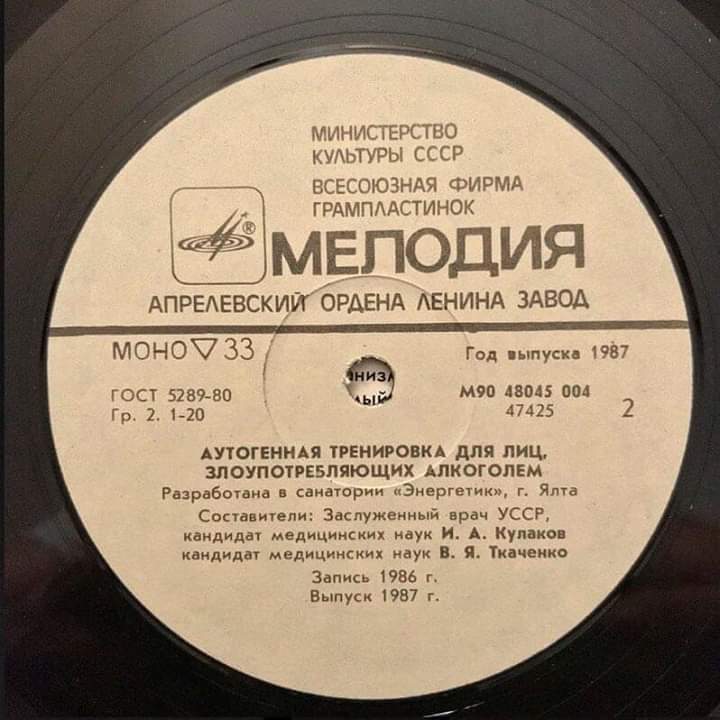 МИНИСТЕРСТВО
КУЛЬТУРЫ СССР
ВСЕСОЮЗНАЯ ФИРМА
ГРАМПЛАСТИНОК
®
МЕЛОДИЯ
АПРЕЛЕВСКИЙ ОРДЕНА ЛЕНИНА ЗАВОД
МОНО ▽ 33
Год выпуска 1987
ГОСТ 5289-80
Гр. 2. 1-20
М90 48045 004
47425
2
АУТОГЕННАЯ ТРЕНИРОВКА ДЛЯ ЛИЦ,
ЗЛОУПОТРЕБЛЯЮЩИХ АЛКОГОЛЕМ
Разработана в санатории «Энергетик», г. Ялта
Составители: Заслуженный врач УССР,
кандидат медицинских наук И. А. Кулаков
кандидат медицинских наук В. Я. Ткаченко
Запись 1986 г.
Выпуск 1987 г.